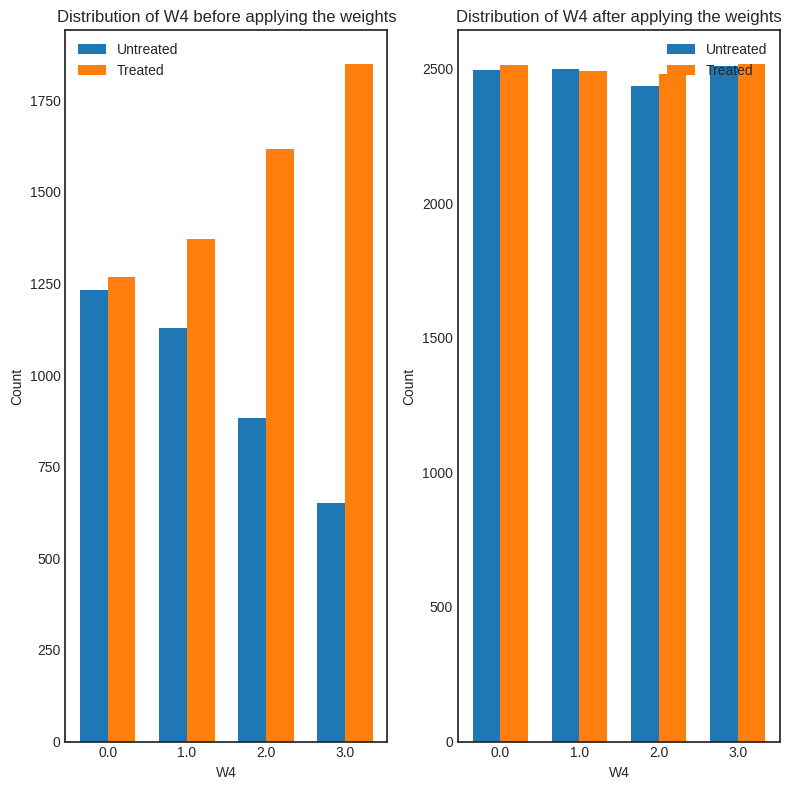 Distribution of W4 before applying the weights
Untreated
Treated
1750
1500
1250
1000
750
500
250
0
Count
0.0 1.0 2.0 3.0
W4
Distribution of W4 after applying the weights
Untreated
Treated
2500
2000
1500
1000
500
0
Count
0.0 1.0 2.0 3.0
W4